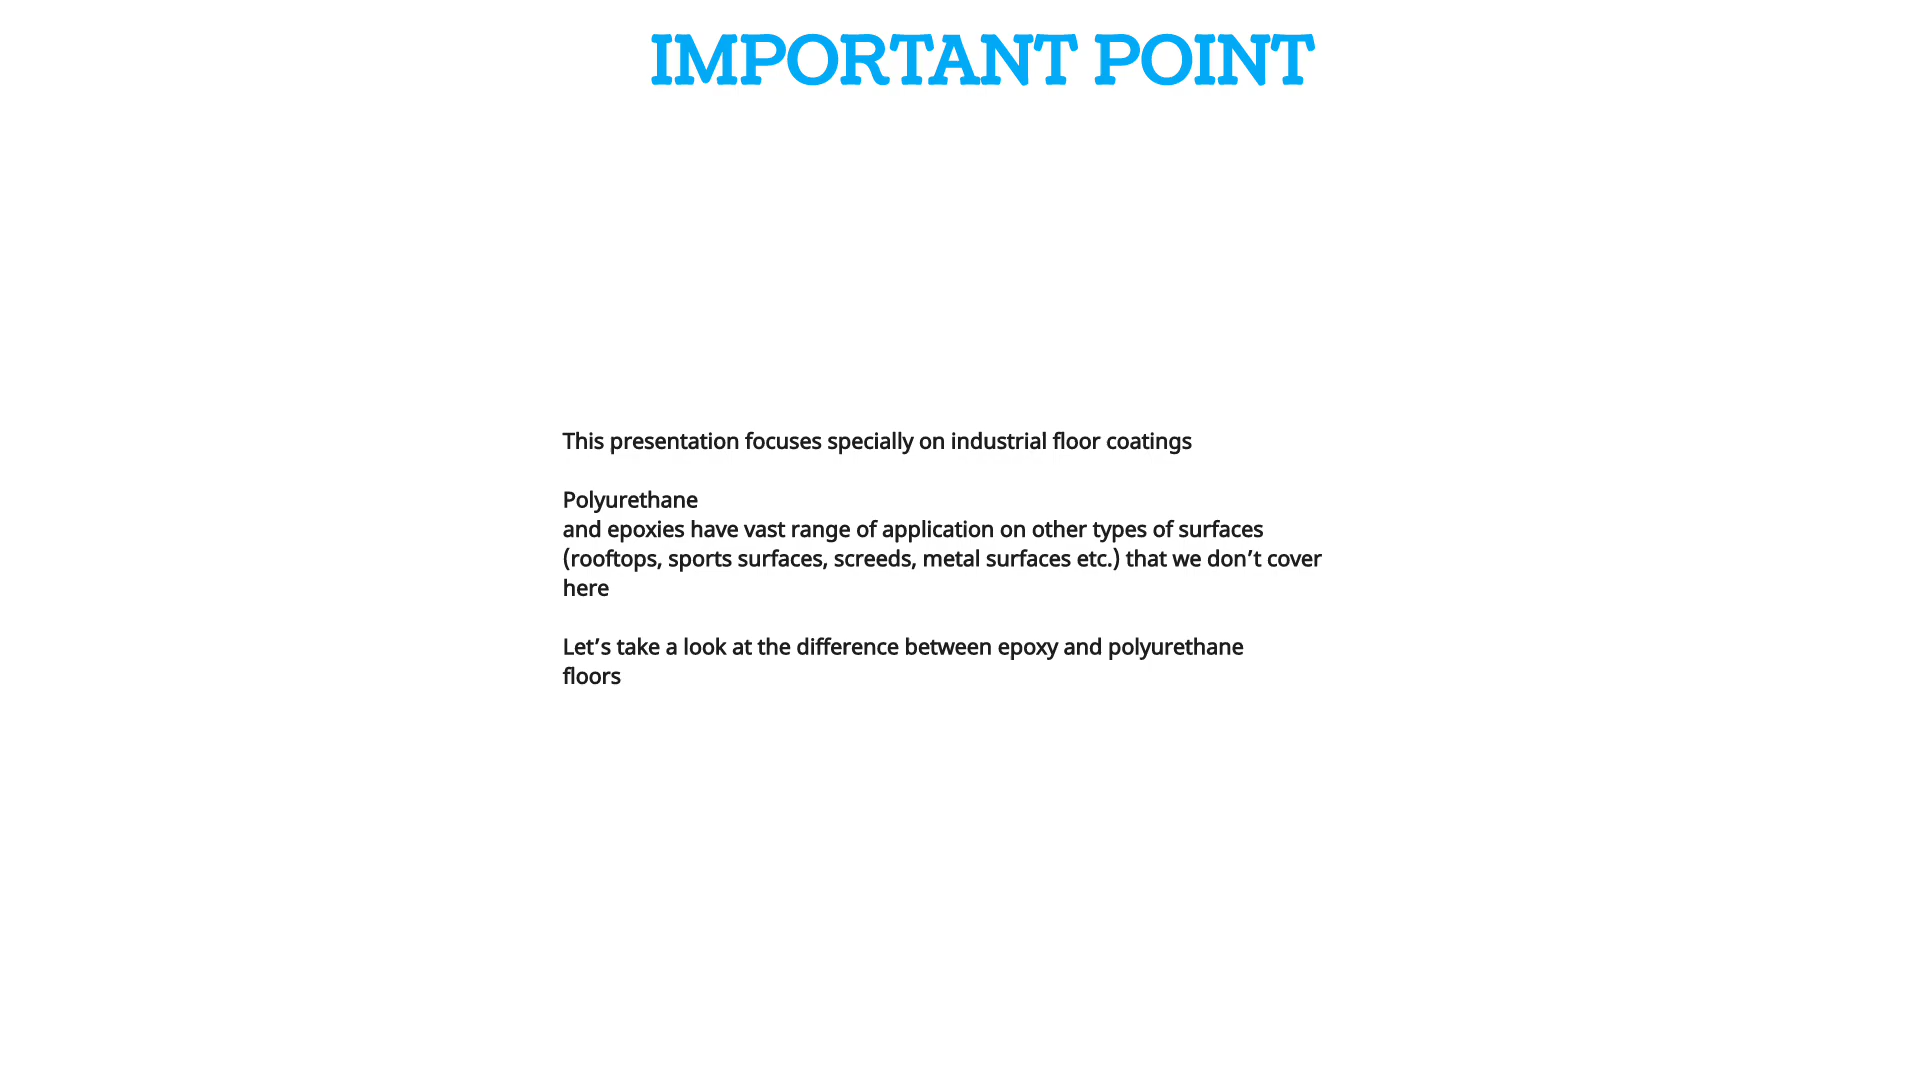 IMPORTANT POINT
This presentation focuses specially on industrial floor coatings
Polyurethane
and epoxies have vast range of application on other types of surfaces
(rooftops, sports surfaces, screeds, metal surfaces etc.) that we don’t cover
here
Let’s take a look at the difference between epoxy and polyurethane
floors